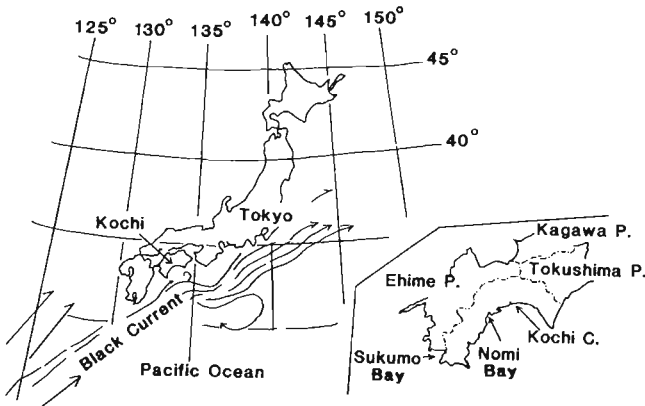 125° 130° 135° 140° 145° 150°
45°
40°
Kochi
Tokyo
Black Current
Pacific Ocean
Kagawa P.
Tokushima P.
Ehime P.
Kochi C.
Nomi
Bay
Sukumo
Bay